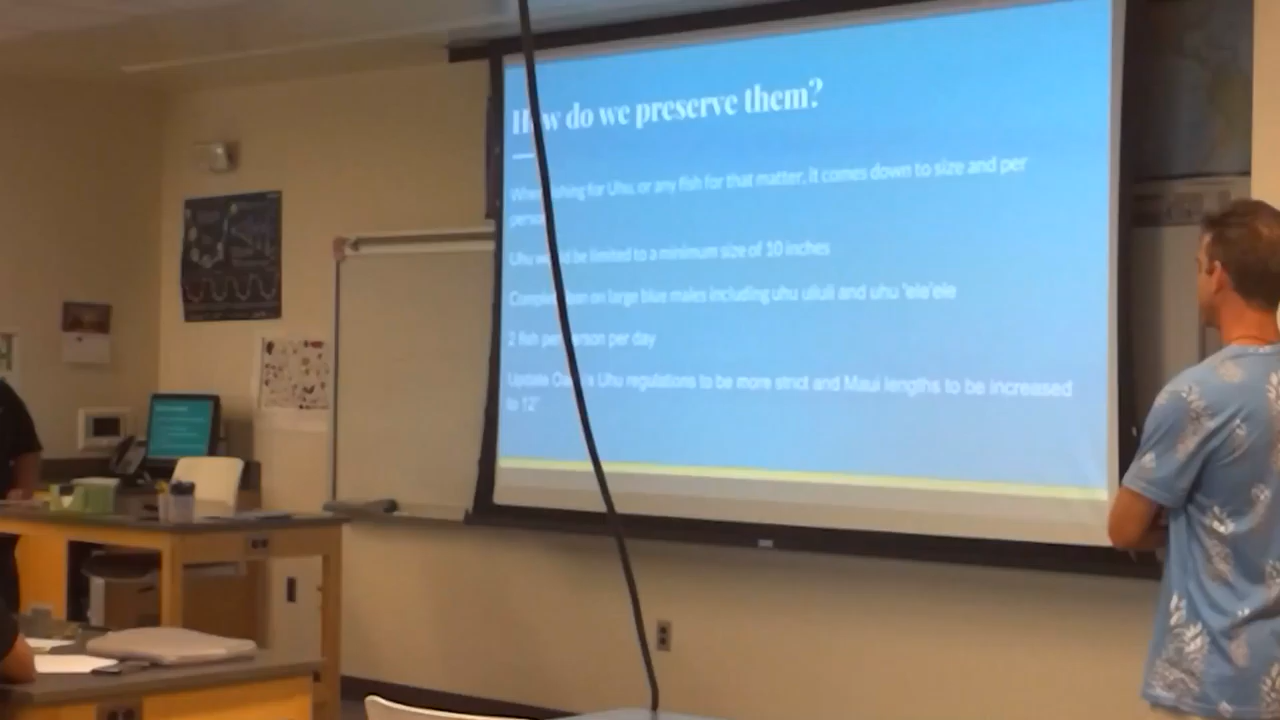 How do we preserve them?
When fishing for Uhu, or any fish for that matter. It comes down to size and per
person
Uhu would be limited to a minimum size of 10 inches
Complete ban on large blue males including uhu uliuli and uhu 'ele'ele
2 fish per person per day
Update Uhu regulations to be more strict and Maui lengths to be increased
to 12"